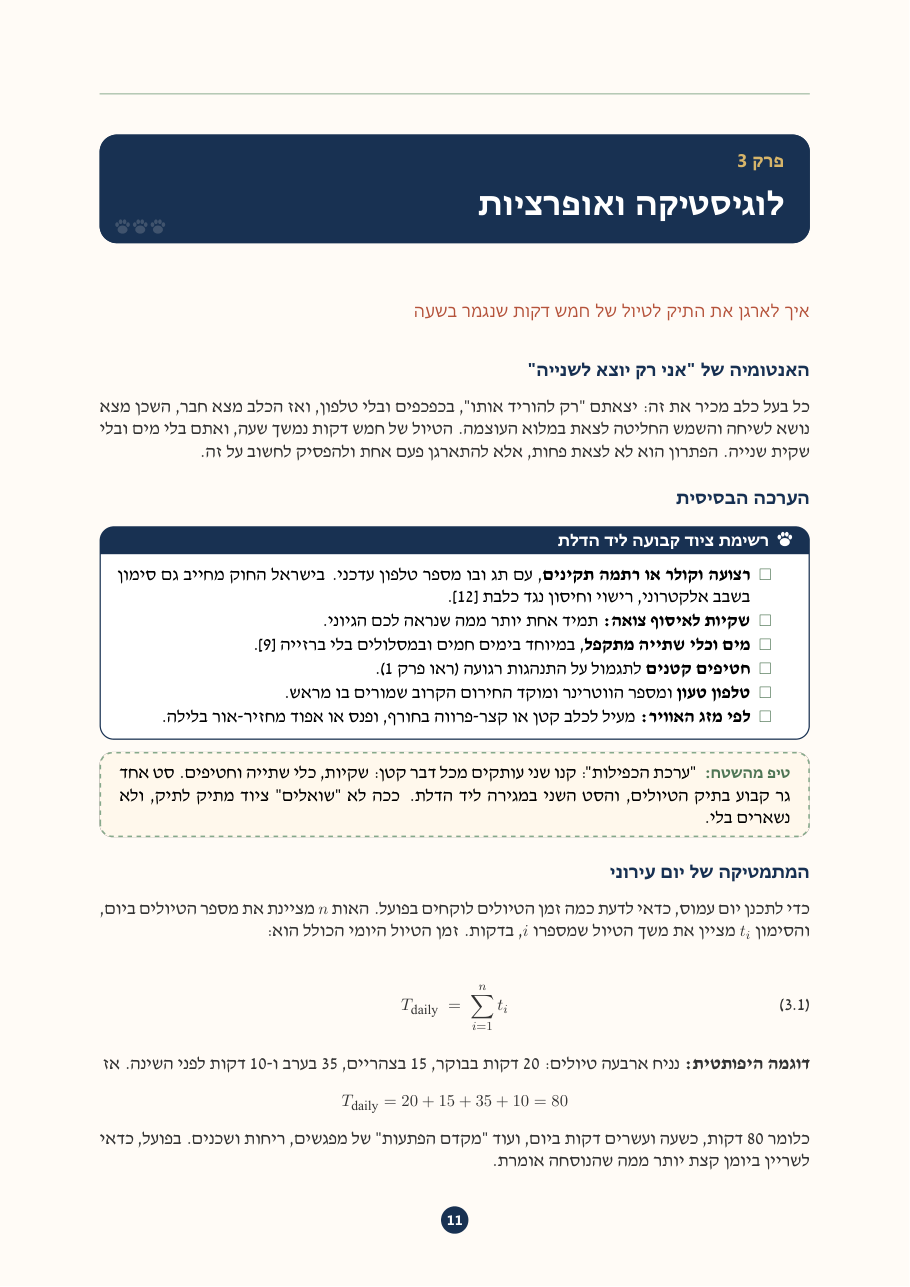 פרק 3
לוגיסטיקה ואופרציות
איך לארגן את התיק לטיול של חמש דקות שנגמר בשעה
האנטומיה של "אני רק יוצא לשנייה"
כל בעל כלב מכיר את זה: יצאתם "רק להוריד אותו", בכפכפים ובלי טלפון, ואז הכלב מצא חבר, השכן מצא
נושא לשיחה והשמש החליטה לצאת במלוא העוצמה. הטיול של חמש דקות נמשך שעה, ואתם בלי מים ובלי
שקית שנייה. הפתרון הוא לא לצאת פחות, אלא להתארגן פעם אחת ולהפסיק לחשוב על זה.
הערכה הבסיסית
רשימת ציוד קבועה ליד הדלת
☐ רצועה וקולר או רתמה תקינים, עם תג ובו מספר טלפון עדכני. בישראל החוק מחייב גם סימון
בשבב אלקטרוני, רישוי וחיסון נגד כלבת [12].
☐ שקיות לאיסוף צואה: תמיד אחת יותר ממה שנראה לכם הגיוני.
☐ מים וכלי שתייה מתקפל, במיוחד בימים חמים ובמסלולים בלי ברזייה [9].
☐ חטיפים קטנים לתגמול על התנהגות רגועה (ראו פרק 1).
☐ טלפון טעון ומספר הווטרינר ומוקד החירום הקרוב שמורים בו מראש.
☐ לפי מזג האוויר: מעיל לכלב קטן או קצר-פרווה בחורף, ופנס או אפוד מחזיר-אור בלילה.
טיפ מהשטח: "ערכת הכפילות": קנו שני עותקים מכל דבר קטן: שקיות, כלי שתייה וחטיפים. סט אחד
גר קבוע בתיק הטיולים, והסט השני במגירה ליד הדלת. ככה לא "שואלים" ציוד מתיק לתיק, ולא
נשארים בלי.
המתמטיקה של יום עירוני
כדי לתכנן יום עמוס, כדאי לדעת כמה זמן הטיולים לוקחים בפועל. האות n מציינת את מספר הטיולים ביום,
והסימון t_i מציין את משך הטיול שמספרו i, בדקות. זמן הטיול היומי הכולל הוא:
T_daily = ∑_{i=1}^{n} t_i (3.1)
דוגמה היפותטית: נניח ארבעה טיולים: 20 דקות בבוקר, 15 בצהריים, 35 בערב ו-10 דקות לפני השינה. אז
T_daily = 20 + 15 + 35 + 10 = 80
כלומר 80 דקות, כשעה ועשרים דקות ביום, ועוד "מקדם הפתעות" של מפגשים, ריחות ושכנים. בפועל, כדאי
לשריין ביומן קצת יותר ממה שהנוסחה אומרת.
11